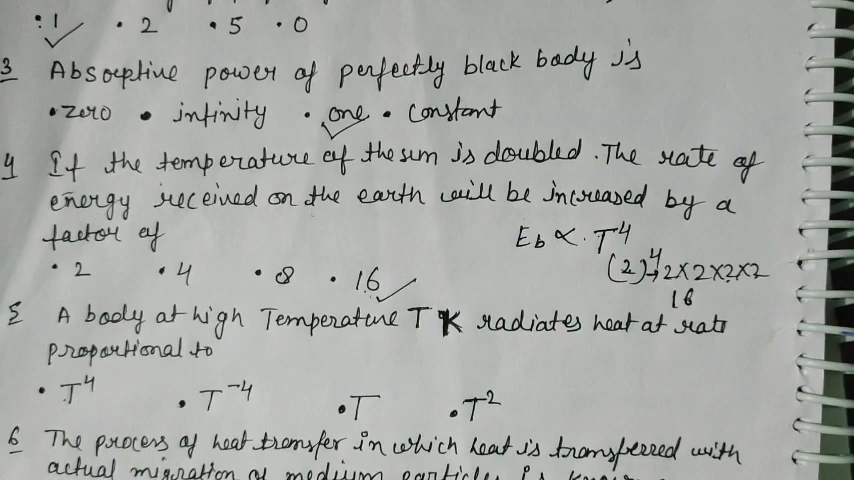 • 1 • 2 • 5 • 0
3 Absorptive power of perfectly black body is
• zero • infinity • one • constant
4 If the temperature of the sun is doubled. The rate of
energy received on the earth will be increased by a
factor of
Eb ∝ T⁴
(2)⁴→2×2×2×2
16
• 2 • 4 • 8 • 16
5 A body at high Temperature T K radiates heat at rate
proportional to
• T⁴ • T⁻⁴ • T • T²
6 The process of heat transfer in which heat is transferred with
actual migration of medium particles is